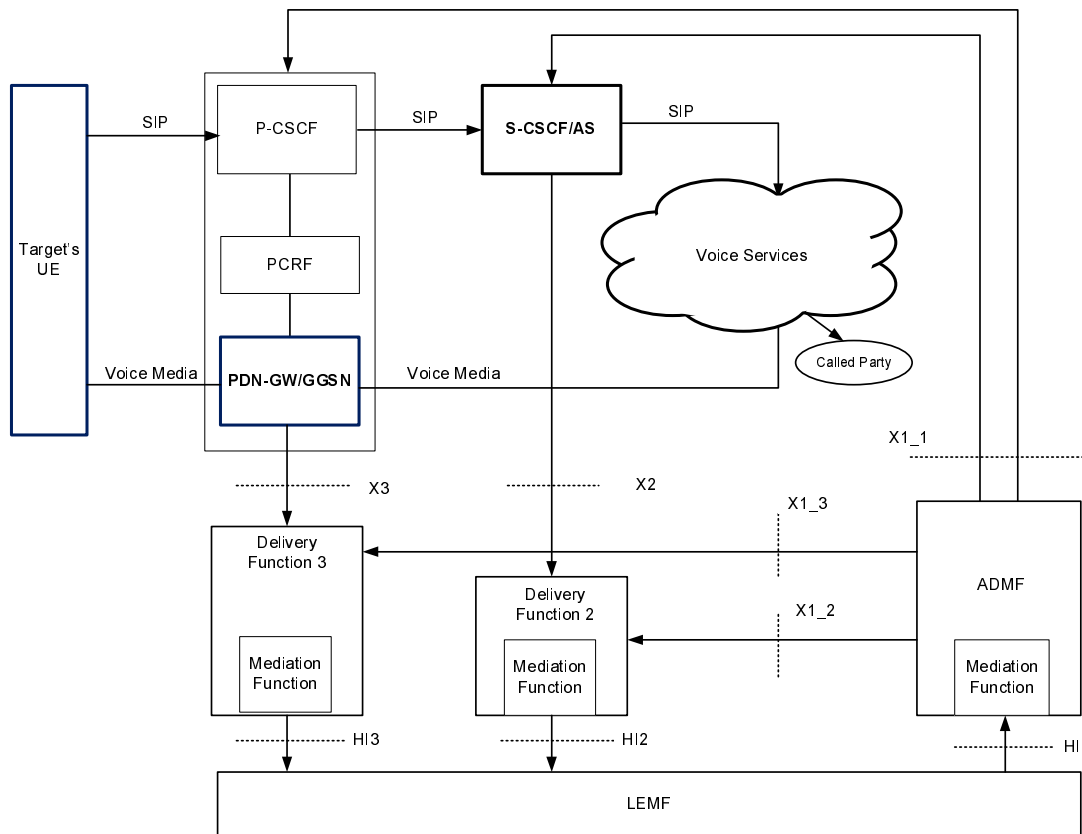 SIP
P-CSCF
SIP
S-CSCF/AS
SIP
Target's
UE
PCRF
Voice Services
Voice Media
PDN-GW/GGSN
Voice Media
Called Party
X1_1
X3
X2
X1_3
Delivery
Function 3
Delivery
Function 2
X1_2
ADMF
Mediation
Function
Mediation
Function
Mediation
Function
HI3
HI2
HI
LEMF